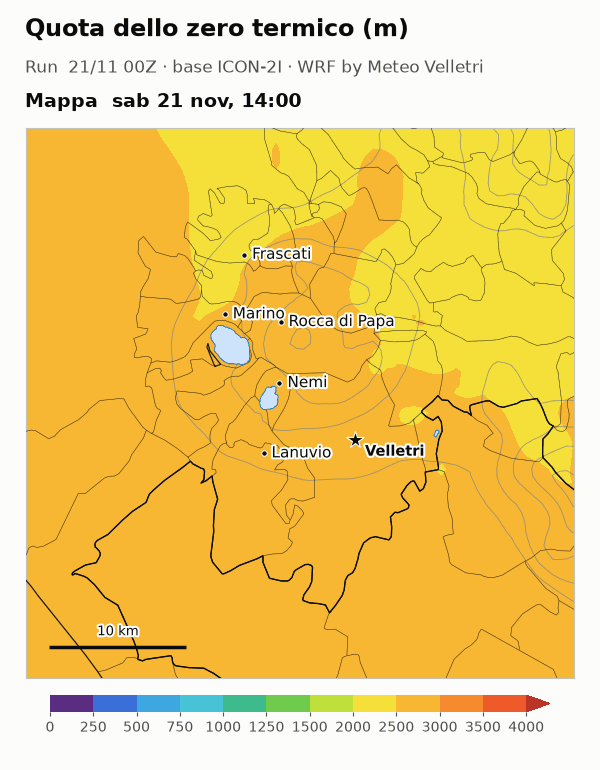 Quota dello zero termico (m)
Run  21/11 00Z · base ICON-2I · WRF by Meteo Velletri
Mappa  sab 21 nov, 14:00
Frascati
Marino
Rocca di Papa
Nemi
Velletri
Lanuvio
10 km
0 250 500 750 1000 1250 1500 2000 2500 3000 3500 4000